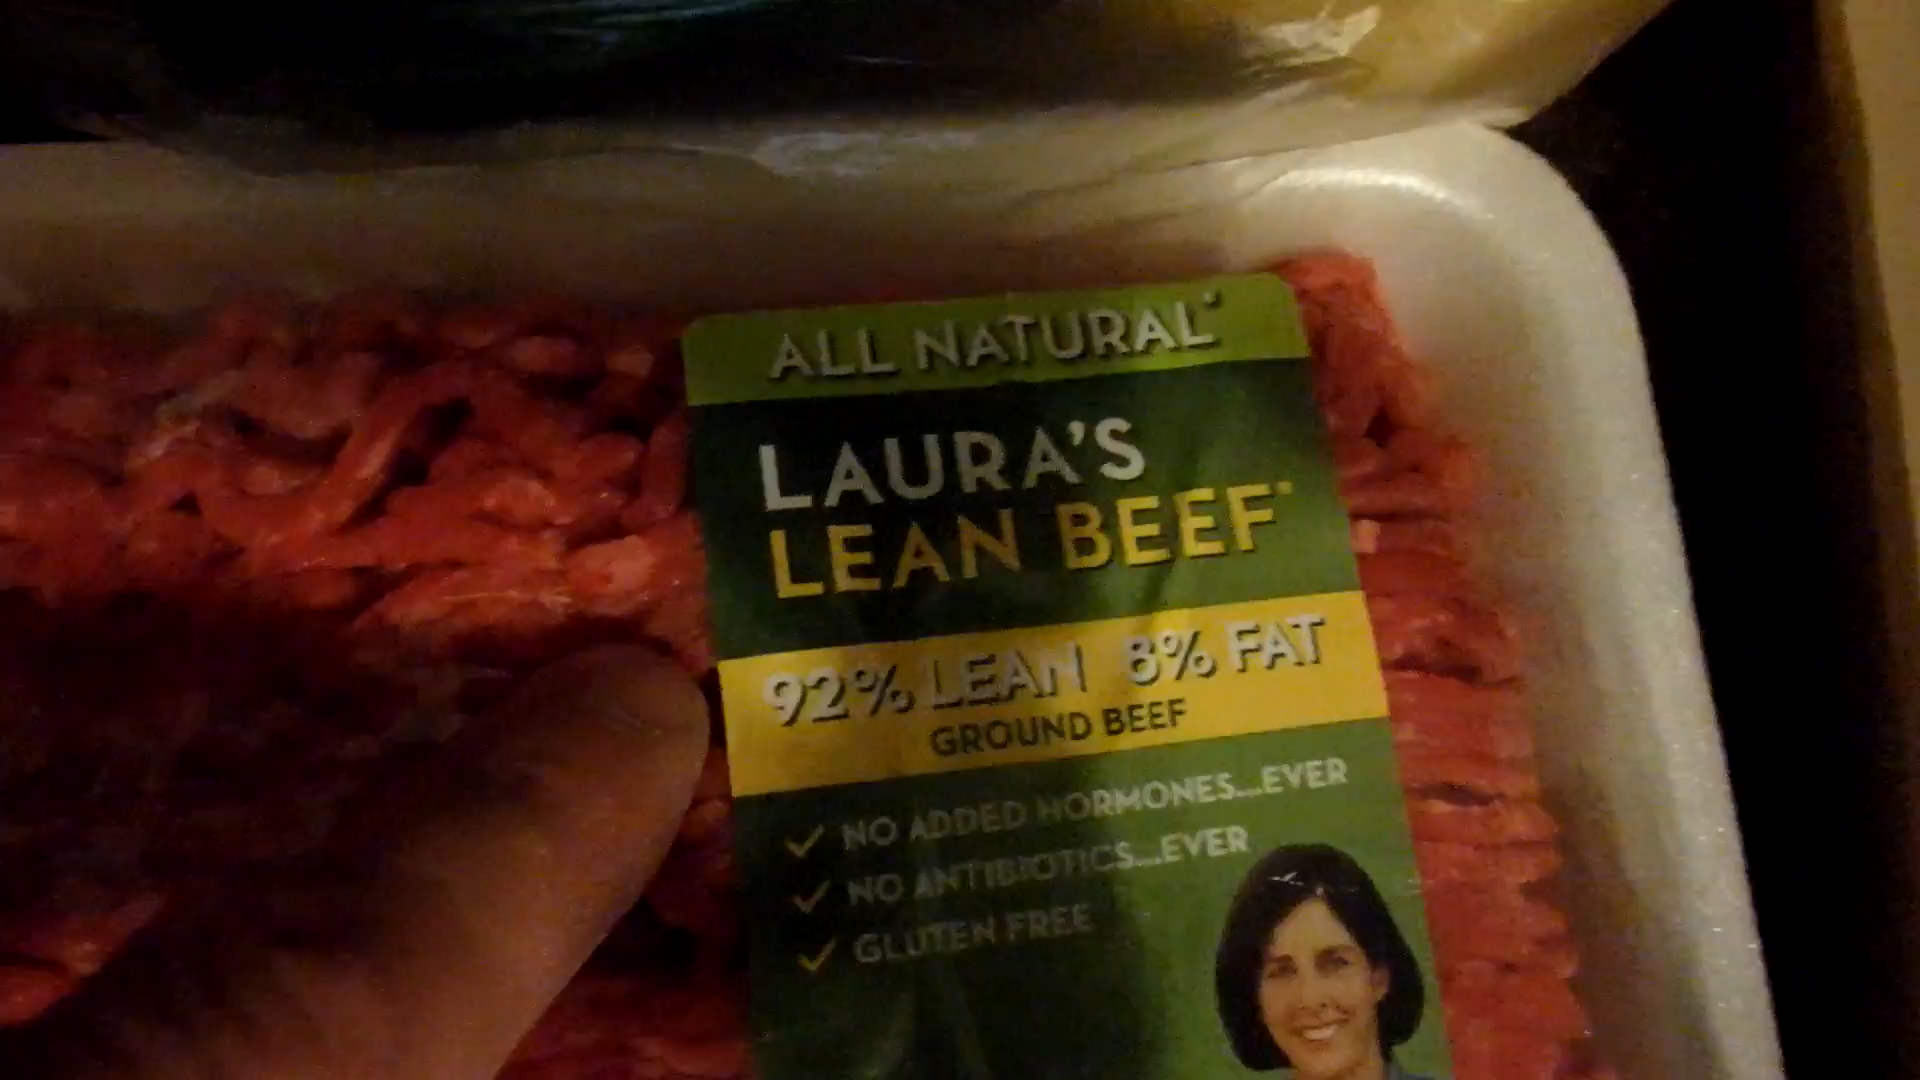 ALL NATURAL*
LAURA'S
LEAN BEEF
92% LEAN 8% FAT
GROUND BEEF
NO ADDED HORMONES...EVER
NO ANTIBIOTICS...EVER
GLUTEN FREE